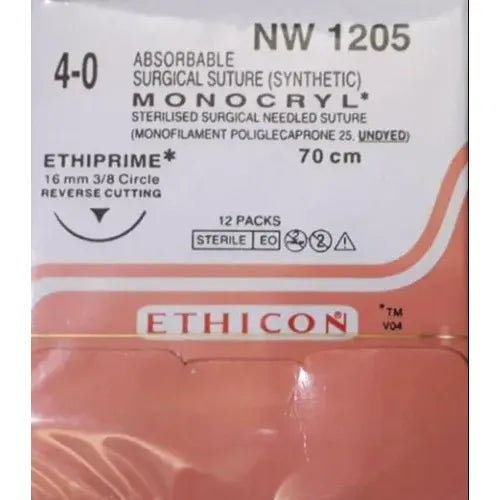 NW 1205
4-0
ABSORBABLE
SURGICAL SUTURE (SYNTHETIC)
MONOCRYL*
STERILISED SURGICAL NEEDLED SUTURE
(MONOFILAMENT POLIGLECAPRONE 25, UNDYED)
ETHIPRIME*
70 cm
16 mm 3/8 Circle
REVERSE CUTTING
12 PACKS
STERILE EO
ETHICON®
*TM
V04